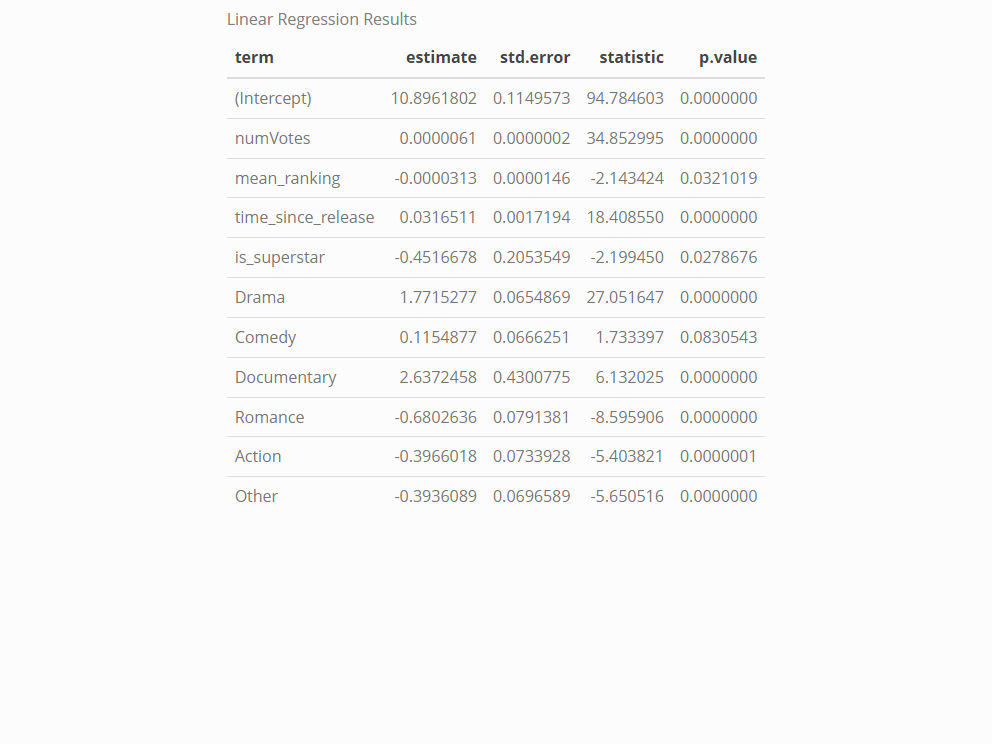 Linear Regression Results
term estimate std.error statistic p.value
(Intercept) 10.8961802 0.1149573 94.784603 0.0000000
numVotes 0.0000061 0.0000002 34.852995 0.0000000
mean_ranking -0.0000313 0.0000146 -2.143424 0.0321019
time_since_release 0.0316511 0.0017194 18.408550 0.0000000
is_superstar -0.4516678 0.2053549 -2.199450 0.0278676
Drama 1.7715277 0.0654869 27.051647 0.0000000
Comedy 0.1154877 0.0666251 1.733397 0.0830543
Documentary 2.6372458 0.4300775 6.132025 0.0000000
Romance -0.6802636 0.0791381 -8.595906 0.0000000
Action -0.3966018 0.0733928 -5.403821 0.0000001
Other -0.3936089 0.0696589 -5.650516 0.0000000